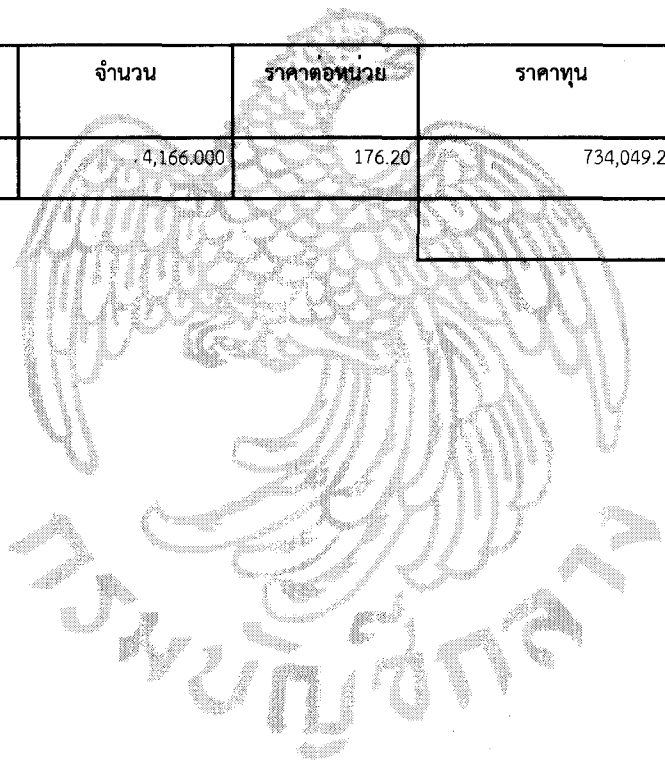 จำนวน ราคาต่อหน่วย ราคาทุน
4,166.000 176.20 734,049.2
กรมบัญชีกลาง